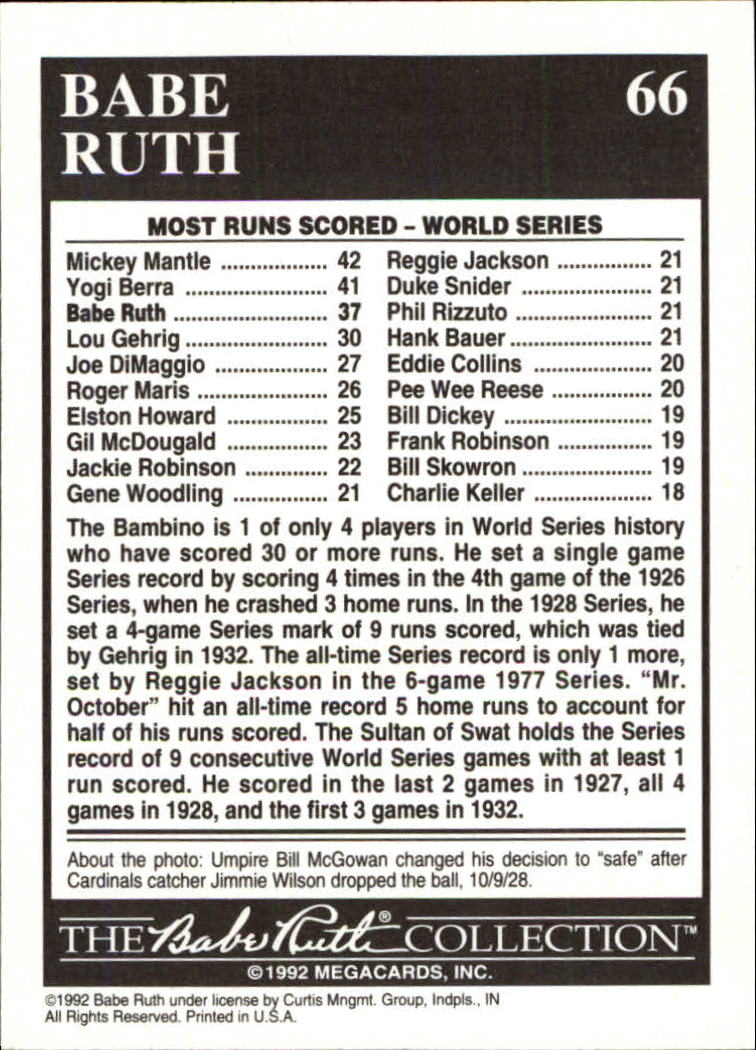 BABE
RUTH
66
MOST RUNS SCORED – WORLD SERIES
Mickey Mantle .................. 42
Yogi Berra ....................... 41
Babe Ruth ......................... 37
Lou Gehrig ........................ 30
Joe DiMaggio ................... 27
Roger Maris ...................... 26
Elston Howard ................. 25
Gil McDougald ................. 23
Jackie Robinson .............. 22
Gene Woodling ................ 21
Reggie Jackson ................ 21
Duke Snider ...................... 21
Phil Rizzuto ....................... 21
Hank Bauer........................ 21
Eddie Collins .................... 20
Pee Wee Reese ................. 20
Bill Dickey ......................... 19
Frank Robinson ................ 19
Bill Skowron ...................... 19
Charlie Keller .................... 18
The Bambino is 1 of only 4 players in World Series history
who have scored 30 or more runs. He set a single game
Series record by scoring 4 times in the 4th game of the 1926
Series, when he crashed 3 home runs. In the 1928 Series, he
set a 4-game Series mark of 9 runs scored, which was tied
by Gehrig in 1932. The all-time Series record is only 1 more,
set by Reggie Jackson in the 6-game 1977 Series. “Mr.
October” hit an all-time record 5 home runs to account for
half of his runs scored. The Sultan of Swat holds the Series
record of 9 consecutive World Series games with at least 1
run scored. He scored in the last 2 games in 1927, all 4
games in 1928, and the first 3 games in 1932.
About the photo: Umpire Bill McGowan changed his decision to “safe” after
Cardinals catcher Jimmie Wilson dropped the ball, 10/9/28.
THE Babe Ruth® COLLECTION™
©1992 MEGACARDS, INC.
©1992 Babe Ruth under license by Curtis Mngmt. Group, Indpls., IN
All Rights Reserved. Printed in U.S.A.